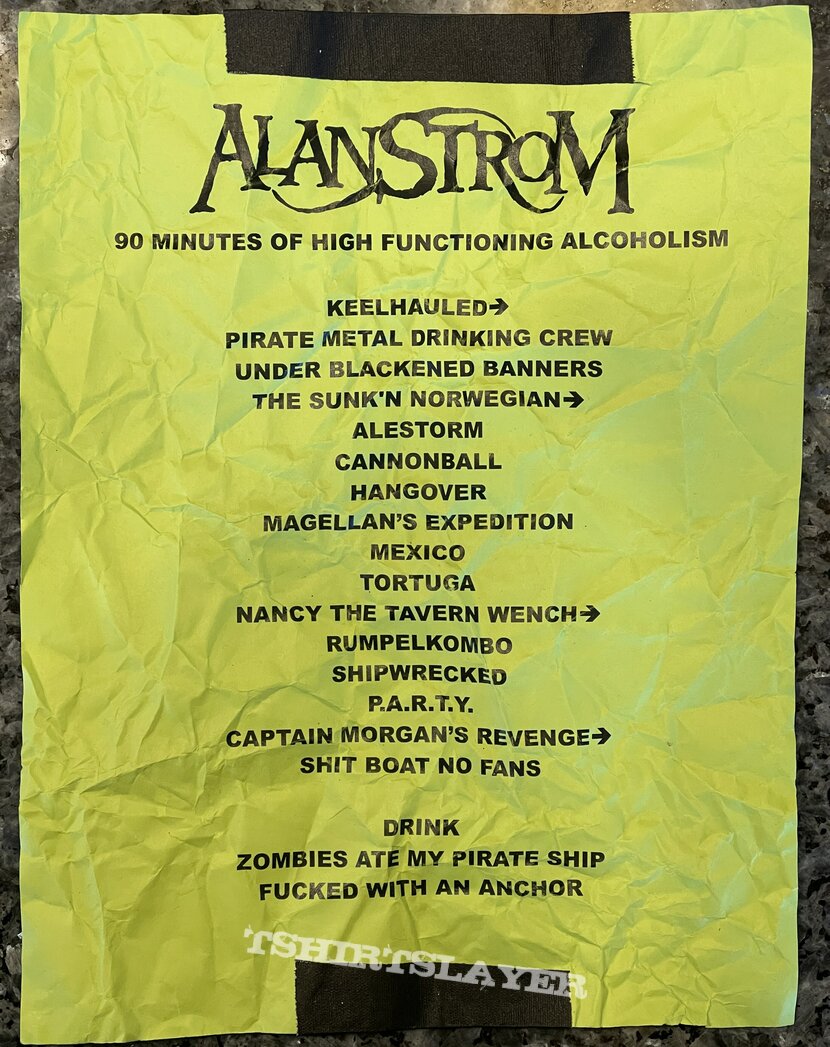 ALANSTROM
90 MINUTES OF HIGH FUNCTIONING ALCOHOLISM
KEELHAULED→
PIRATE METAL DRINKING CREW
UNDER BLACKENED BANNERS
THE SUNK'N NORWEGIAN→
ALESTORM
CANNONBALL
HANGOVER
MAGELLAN'S EXPEDITION
MEXICO
TORTUGA
NANCY THE TAVERN WENCH→
RUMPELKOMBO
SHIPWRECKED
P.A.R.T.Y.
CAPTAIN MORGAN'S REVENGE→
SHIT BOAT NO FANS
DRINK
ZOMBIES ATE MY PIRATE SHIP
FUCKED WITH AN ANCHOR
TSHIRTSLAYER